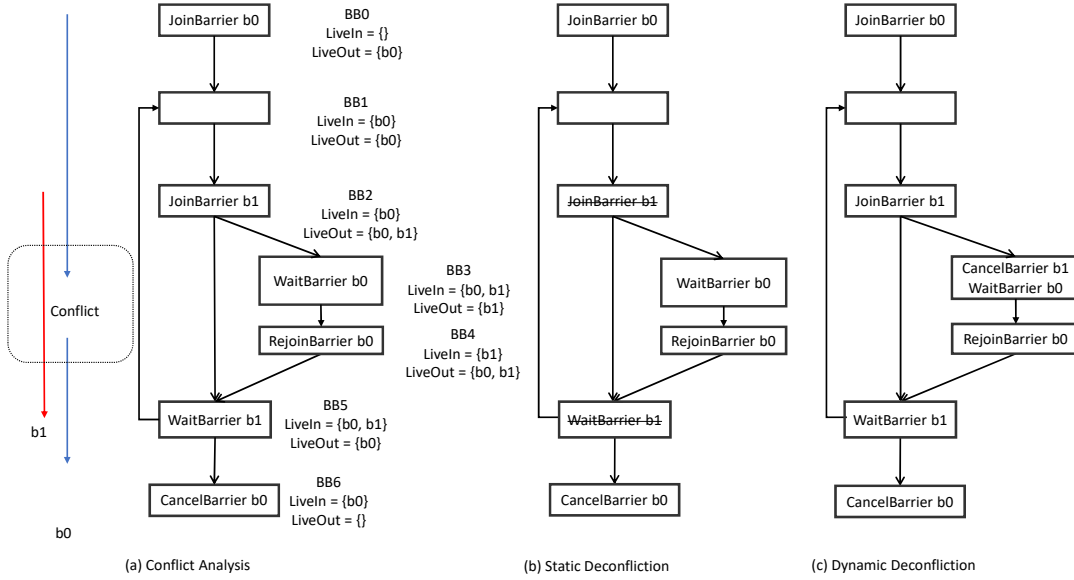 JoinBarrier b0
BB0
LiveIn = {}
LiveOut = {b0}
BB1
LiveIn = {b0}
LiveOut = {b0}
JoinBarrier b1
BB2
LiveIn = {b0}
LiveOut = {b0, b1}
WaitBarrier b0
BB3
LiveIn = {b0, b1}
LiveOut = {b1}
Conflict
RejoinBarrier b0
BB4
LiveIn = {b1}
LiveOut = {b0, b1}
WaitBarrier b1
BB5
LiveIn = {b0, b1}
LiveOut = {b0}
b1
CancelBarrier b0
BB6
LiveIn = {b0}
LiveOut = {}
b0
(a) Conflict Analysis
JoinBarrier b0
JoinBarrier b1
WaitBarrier b0
RejoinBarrier b0
WaitBarrier b1
CancelBarrier b0
(b) Static Deconfliction
JoinBarrier b0
JoinBarrier b1
CancelBarrier b1
WaitBarrier b0
RejoinBarrier b0
WaitBarrier b1
CancelBarrier b0
(c) Dynamic Deconfliction